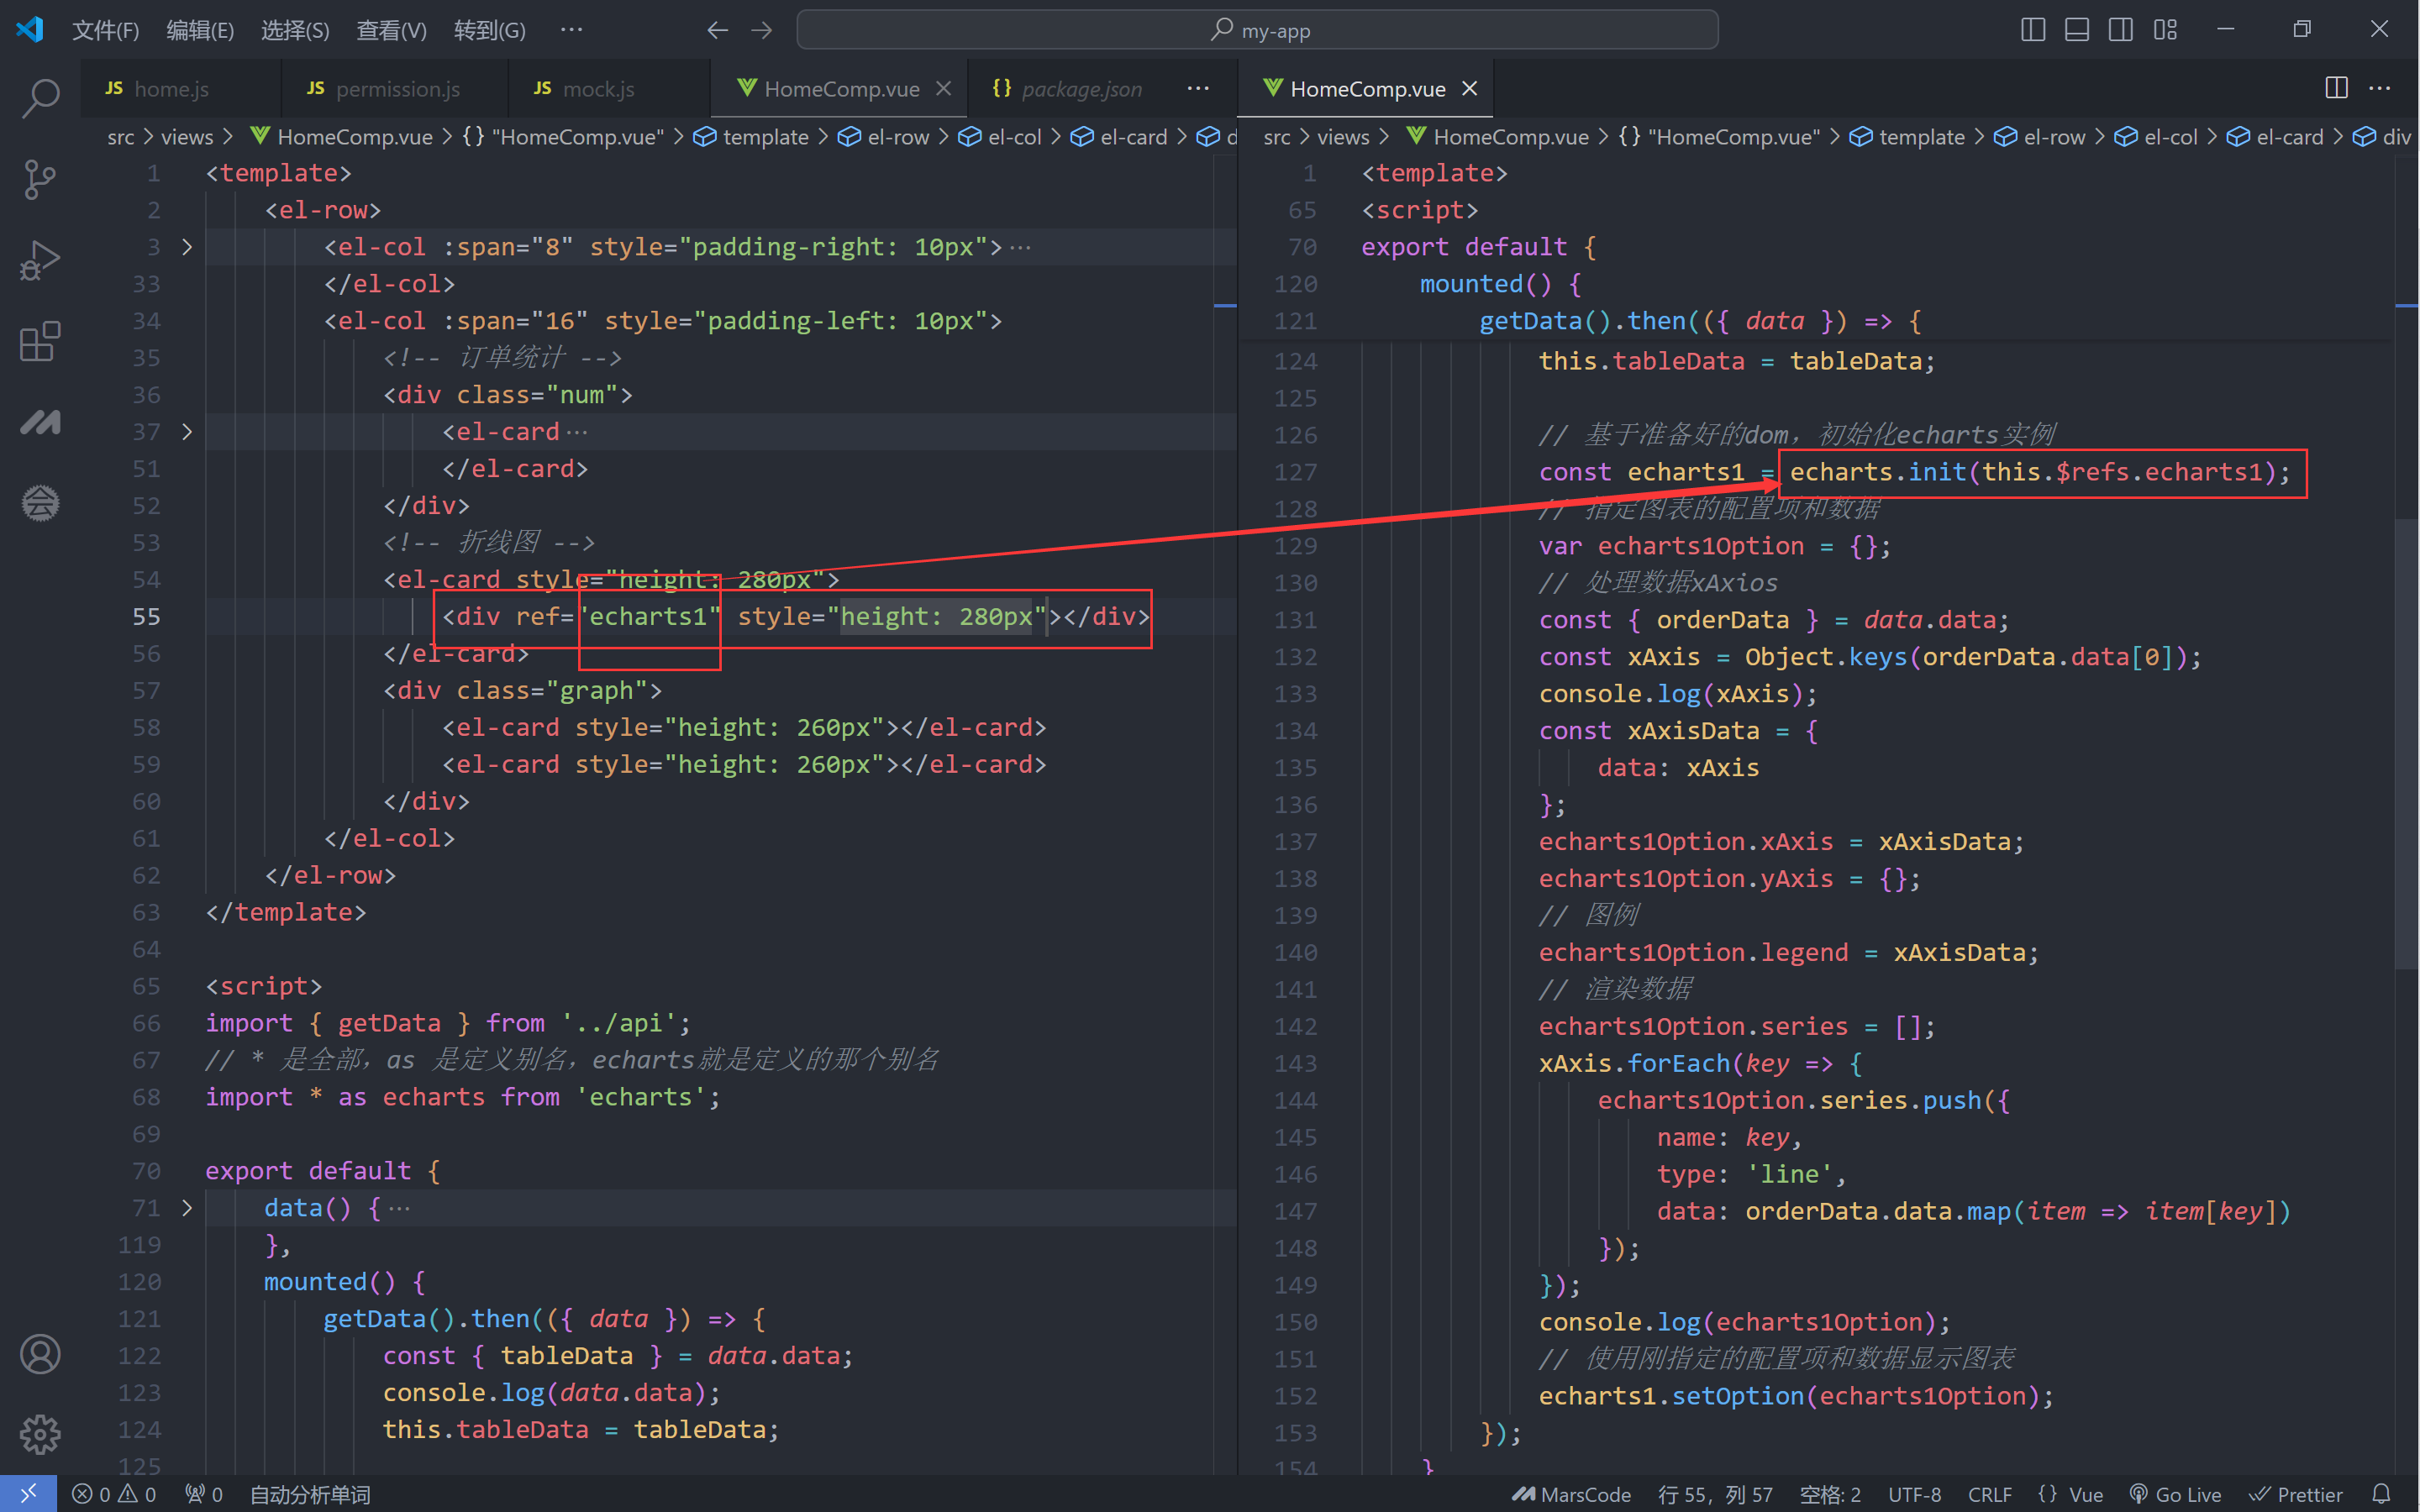 文件(F) 编辑(E) 选择(S) 查看(V) 转到(G) ··· my-app
JS home.js JS permission.js JS mock.js HomeComp.vue {} package.json ··· HomeComp.vue ···
src > views > HomeComp.vue > {} "HomeComp.vue" > template > el-row > el-col > el-card > d
1 <template>
2 <el-row>
3 <el-col :span="8" style="padding-right: 10px">···
33 </el-col>
34 <el-col :span="16" style="padding-left: 10px">
35 <!-- 订单统计 -->
36 <div class="num">
37 <el-card···
51 </el-card>
52 </div>
53 <!-- 折线图 -->
54 <el-card style="height: 280px">
55 <div ref="echarts1" style="height: 280px"></div>
56 </el-card>
57 <div class="graph">
58 <el-card style="height: 260px"></el-card>
59 <el-card style="height: 260px"></el-card>
60 </div>
61 </el-col>
62 </el-row>
63 </template>
64
65 <script>
66 import { getData } from '../api';
67 // * 是全部，as 是定义别名，echarts就是定义的那个别名
68 import * as echarts from 'echarts';
69
70 export default {
71 data() {···
119 },
120 mounted() {
121 getData().then(({ data }) => {
122 const { tableData } = data.data;
123 console.log(data.data);
124 this.tableData = tableData;
125
src > views > HomeComp.vue > {} "HomeComp.vue" > template > el-row > el-col > el-card > div
1 <template>
65 <script>
70 export default {
120 mounted() {
121 getData().then(({ data }) => {
124 this.tableData = tableData;
125
126 // 基于准备好的dom，初始化echarts实例
127 const echarts1 = echarts.init(this.$refs.echarts1);
128 // 指定图表的配置项和数据
129 var echarts1Option = {};
130 // 处理数据xAxios
131 const { orderData } = data.data;
132 const xAxis = Object.keys(orderData.data[0]);
133 console.log(xAxis);
134 const xAxisData = {
135 data: xAxis
136 };
137 echarts1Option.xAxis = xAxisData;
138 echarts1Option.yAxis = {};
139 // 图例
140 echarts1Option.legend = xAxisData;
141 // 渲染数据
142 echarts1Option.series = [];
143 xAxis.forEach(key => {
144 echarts1Option.series.push({
145 name: key,
146 type: 'line',
147 data: orderData.data.map(item => item[key])
148 });
149 });
150 console.log(echarts1Option);
151 // 使用刚指定的配置项和数据显示图表
152 echarts1.setOption(echarts1Option);
153 });
154 }
0 0 0 自动分析单词 MarsCode 行 55，列 57 空格: 2 UTF-8 CRLF {} Vue Go Live Prettier